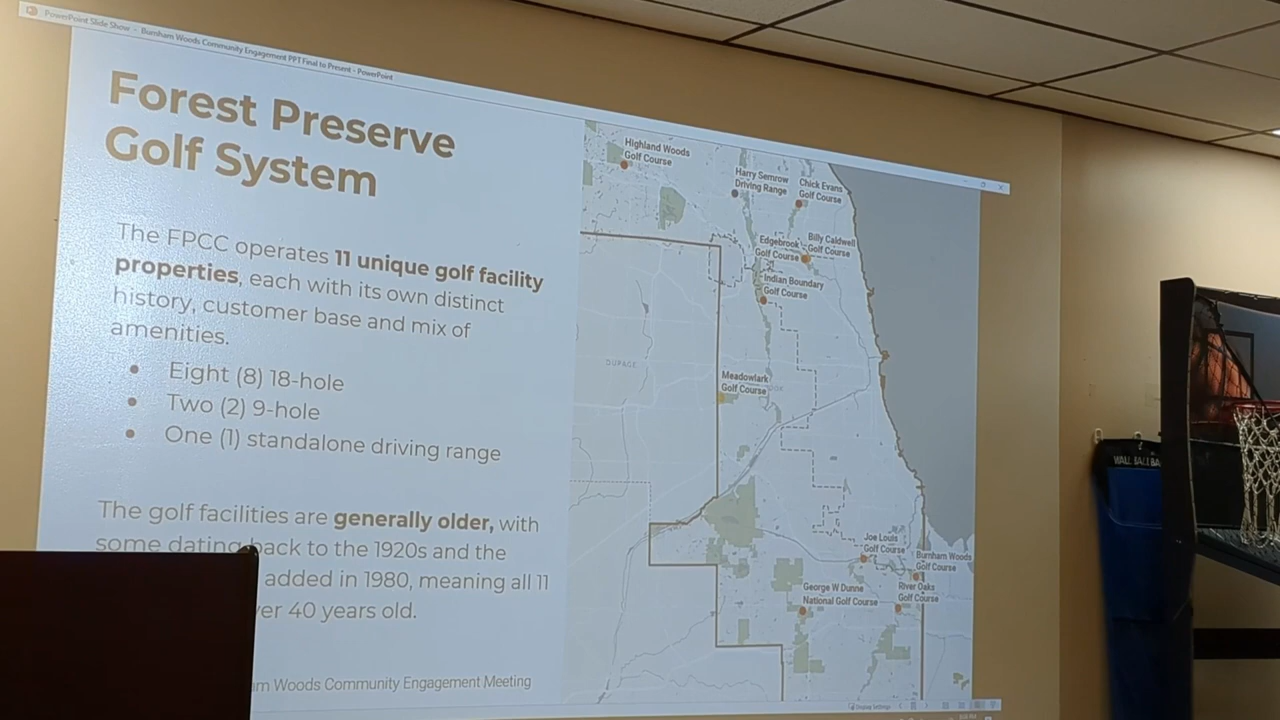 PowerPoint Slide Show - Burnham Woods Community Engagement PPT Final to Present - PowerPoint
Forest Preserve
Golf System
The FPCC operates 11 unique golf facility
properties, each with its own distinct
history, customer base and mix of
amenities.
• Eight (8) 18-hole
• Two (2) 9-hole
• One (1) standalone driving range
The golf facilities are generally older, with
some dating back to the 1920s and the
added in 1980, meaning all 11
er 40 years old.
m Woods Community Engagement Meeting
Highland Woods
Golf Course
Harry Semrow
Driving Range
Chick Evans
Golf Course
Edgebrook
Golf Course
Billy Caldwell
Golf Course
Indian Boundary
Golf Course
DUPAGE
Meadowlark
Golf Course
Joe Louis
Golf Course
Burnham Woods
Golf Course
George W Dunne
National Golf Course
River Oaks
Golf Course
Display Settings
WALL BALL BA